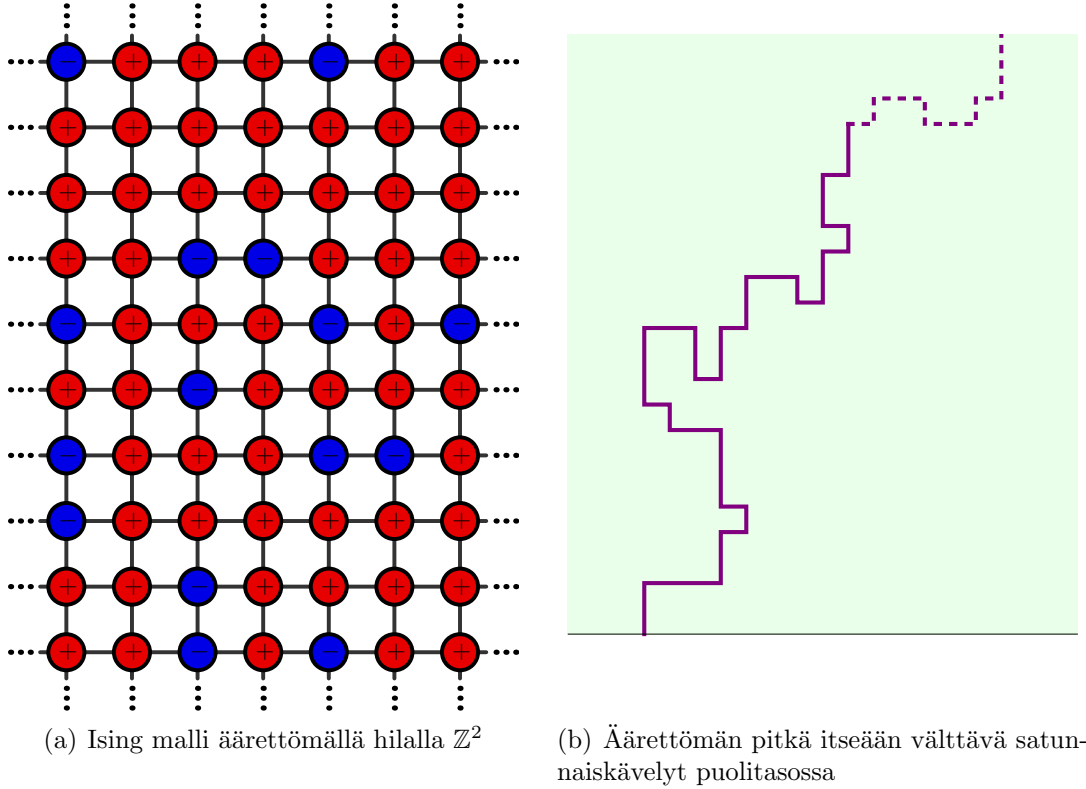 (a) Ising malli äärettömällä hilalla ℤ²
(b) Äärettömän pitkä itseään välttävä satun-
naiskävelyt puolitasossa